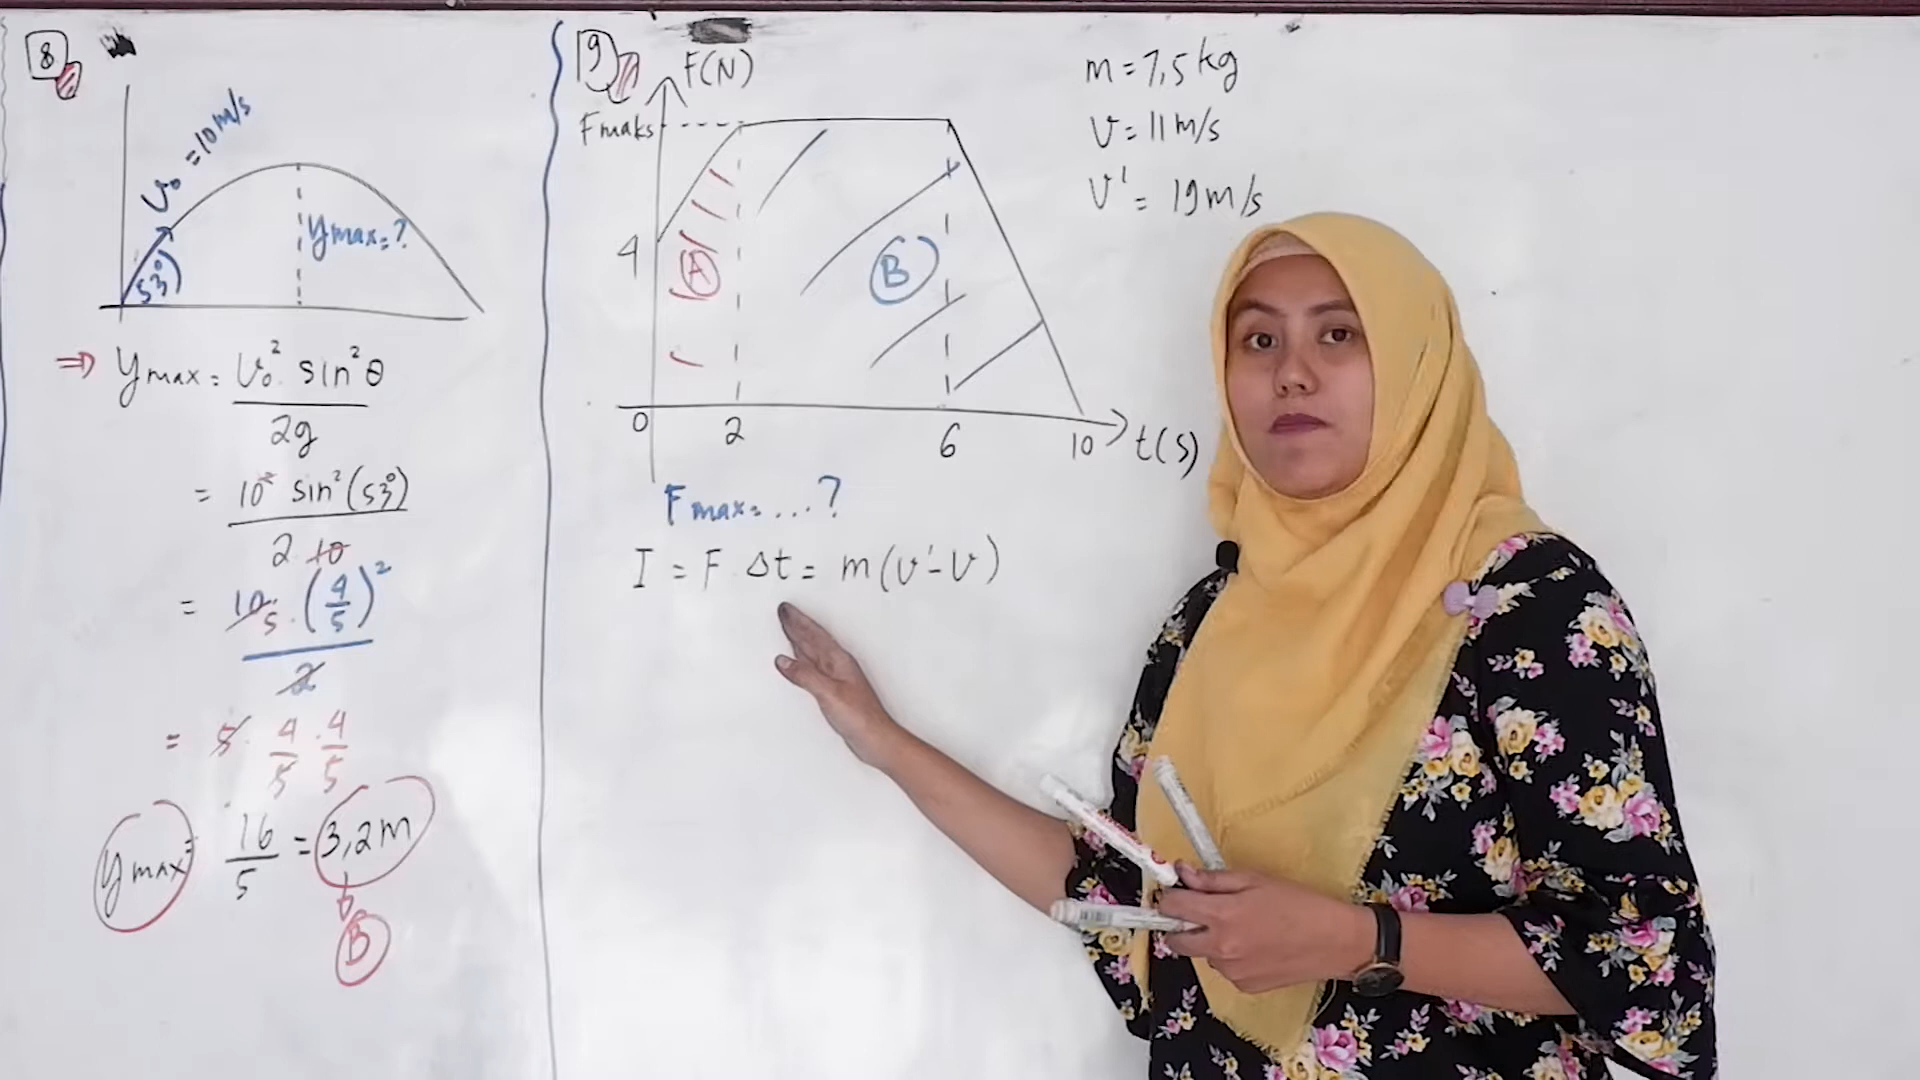 8
v₀ = 10 m/s
53°
ymax = ?
⇒ ymax = v₀² sin²θ
2g
= 10² sin²(53°)
2 10
= 10 5 . (4/5)²
2
= 5 . 4/5 . 4/5
ymax = 16/5 = 3,2 m
B
9
F(N)
Fmaks
4
A
B
0 2 6 10 t(s)
m = 7,5 kg
v = 11 m/s
v' = 19 m/s
Fmax = ...?
I = F . Δt = m(v' - v)